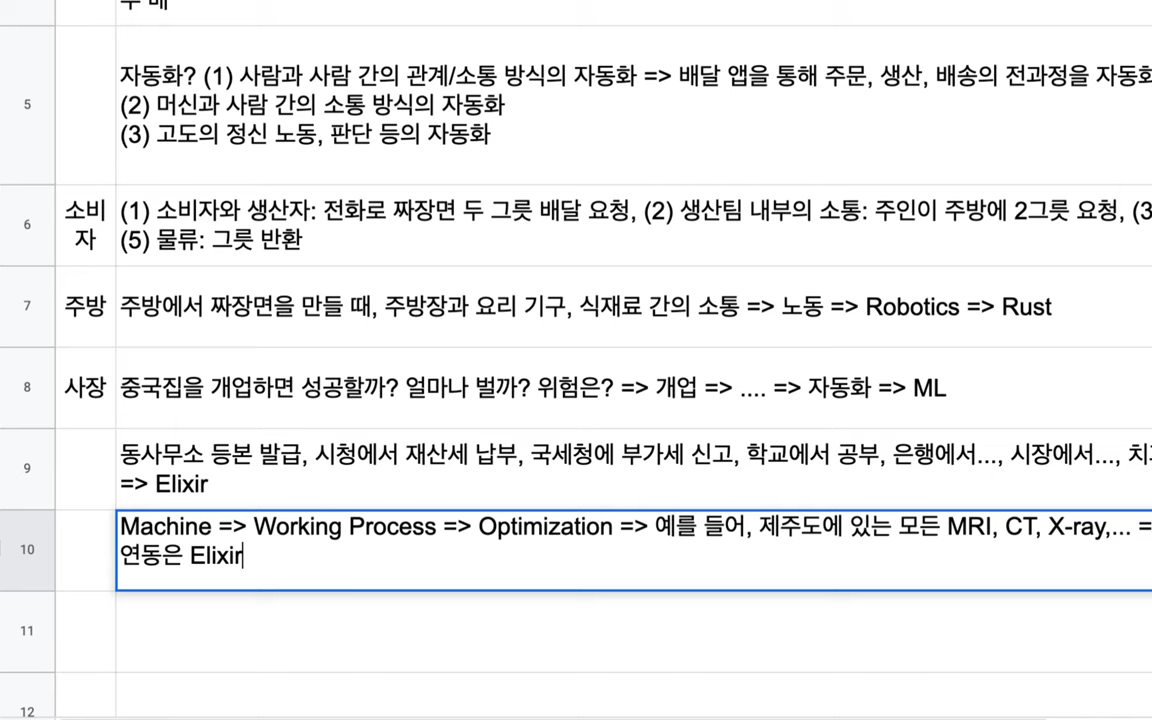 5
자동화? (1) 사람과 사람 간의 관계/소통 방식의 자동화 => 배달 앱을 통해 주문, 생산, 배송의 전과정을 자동화
(2) 머신과 사람 간의 소통 방식의 자동화
(3) 고도의 정신 노동, 판단 등의 자동화
6
소비자
(1) 소비자와 생산자: 전화로 짜장면 두 그릇 배달 요청, (2) 생산팀 내부의 소통: 주인이 주방에 2그릇 요청, (3
(5) 물류: 그릇 반환
7
주방
주방에서 짜장면을 만들 때, 주방장과 요리 기구, 식재료 간의 소통 => 노동 => Robotics => Rust
8
사장
중국집을 개업하면 성공할까? 얼마나 벌까? 위험은? => 개업 => .... => 자동화 => ML
9
동사무소 등본 발급, 시청에서 재산세 납부, 국세청에 부가세 신고, 학교에서 공부, 은행에서..., 시장에서...,
=> Elixir
10
Machine => Working Process => Optimization => 예를 들어, 제주도에 있는 모든 MRI, CT, X-ray,... =
연동은 Elixir
11
12